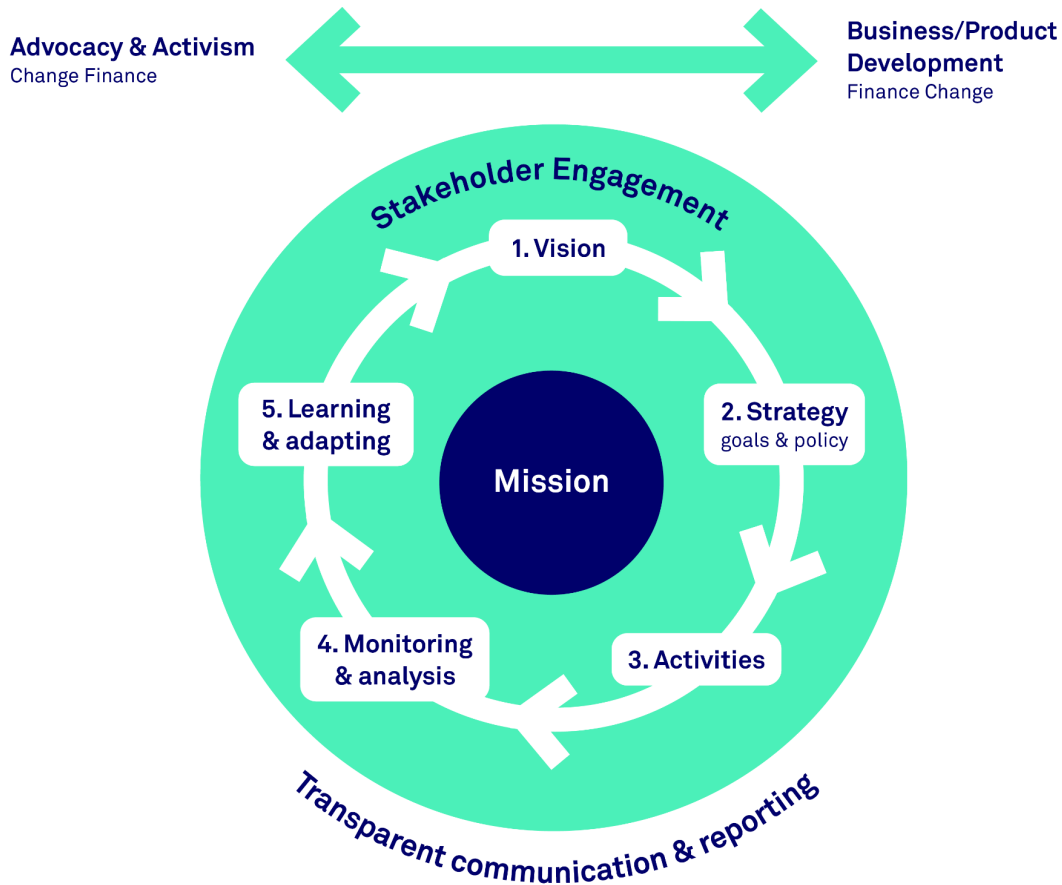 Advocacy & Activism
Change Finance
Business/Product
Development
Finance Change
Stakeholder Engagement
1. Vision
2. Strategy
goals & policy
3. Activities
4. Monitoring
& analysis
5. Learning
& adapting
Mission
Transparent communication & reporting